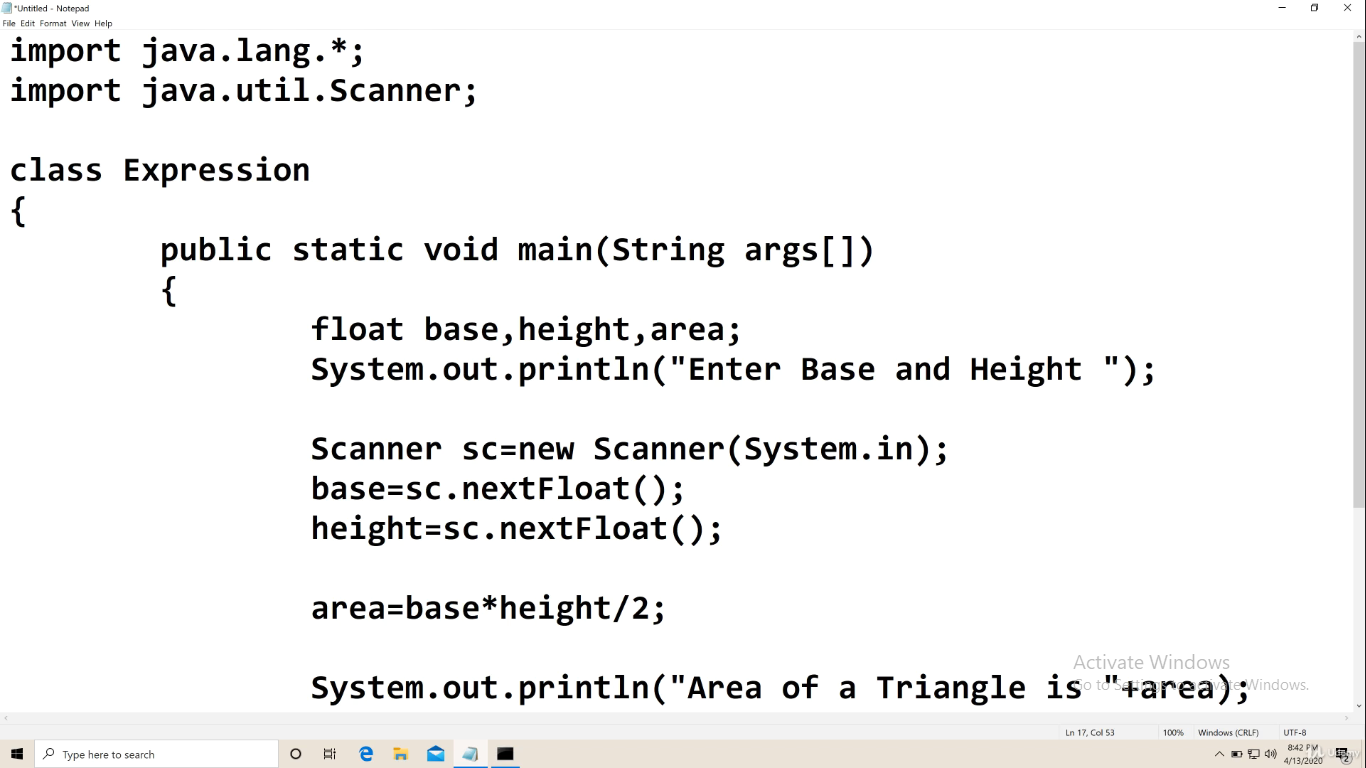 *Untitled - Notepad
File Edit Format View Help
import java.lang.*;
import java.util.Scanner;
class Expression
{
public static void main(String args[])
{
float base,height,area;
System.out.println("Enter Base and Height ");
Scanner sc=new Scanner(System.in);
base=sc.nextFloat();
height=sc.nextFloat();
area=base*height/2;
Activate Windows
Go to Settings to activate Windows.
System.out.println("Area of a Triangle is "+area);
Ln 17, Col 53 100% Windows (CRLF) UTF-8
Type here to search
8:42 PM
4/13/2020
2